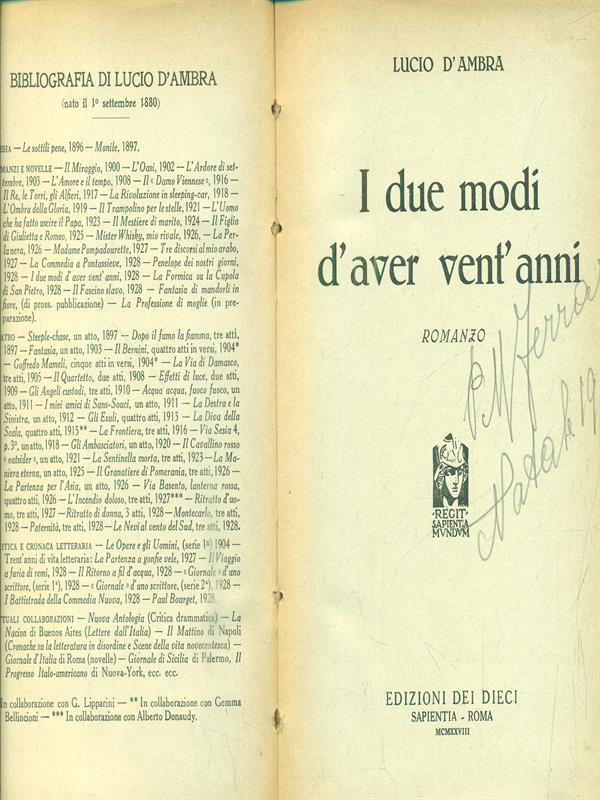 BIBLIOGRAFIA DI LUCIO D'AMBRA
(nato il 1º settembre 1880)
ESIA — Le sottili pene, 1896 — Monile, 1897.
MANZI E NOVELLE — Il Miraggio, 1900 — L'Oasi, 1902 — L'Ardore di set-
tembre, 1903 — L'Amore e il tempo, 1908 — Il « Damo Viennese », 1916 —
Il Re, le Torri, gli Alfieri, 1917 — La Rivoluzione in sleeping-car, 1918 —
L'Ombra della Gloria, 1919 — Il Trampolino per le stelle, 1921 — L'Uomo
che ha fatto uscire il Papa, 1923 — Il Mestiere di marito, 1924 — Il Figlio
di Giulietta e Romeo, 1925 — Mister Whisky, mio rivale, 1926, — La Per-
la nera, 1926 — Madame Pompadourette, 1927 — Tre discorsi al mio arabo,
1927 — La Commedia a Pontassieve, 1928 — Penelope dei nostri giorni,
1928 — I due modi d'aver vent'anni, 1928 — La Formica su la Cupola
di San Pietro, 1928 — Il Fascino slavo, 1928 — Fantasia di mandorli in
fiore, (di pross. pubblicazione) — La Professione di moglie (in pre-
parazione).
ATRO — Steeple-chase, un atto, 1897 — Dopo il fumo la fiamma, tre atti,
1897 — Fantasia, un atto, 1903 — Il Bernini, quattro atti in versi, 1904*
— Goffredo Mameli, cinque atti in versi, 1904* — La Via di Damasco,
tre atti, 1905 — Il Quartetto, due atti, 1908 — Effetti di luce, due atti,
1909 — Gli Angeli custodi, tre atti, 1910 — Acqua acqua, fuoco fuoco, un
atto, 1911 — I miei amici di Sans-Souci, un atto, 1911 — La Destra e la
Sinistra, un atto, 1912 — Gli Esuli, quattro atti, 1913 — La Diva della
Scala, quattro atti, 1915** — La Frontiera, tre atti, 1916 — Via Sesia 4,
p. 3º, un atto, 1918 — Gli Ambasciatori, un atto, 1920 — Il Cavallino rosso
« outsider », un atto, 1921 — La Sentinella morta, tre atti, 1923 — La Ma-
niera eterna, un atto, 1925 — Il Granatiere di Pomerania, tre atti, 1926 —
La Partenza per l'Asia, un atto, 1926 — Via Basento, lanterna rossa,
quattro atti, 1926 — L'Incendio doloso, tre atti, 1927*** — Ritratto d'uo-
mo, tre atti, 1927 — Ritratto di donna, 3 atti, 1928 — Montecarlo, tre atti,
1928 — Paternità, tre atti, 1928 — Le Nevi al vento del Sud, tre atti, 1928.
ITICA E CRONACA LETTERARIA — Le Opere e gli Uomini, (serie 1ª) 1904 —
Trent'anni di vita letteraria: La Partenza a gonfie vele, 1927 — Il Viaggio
a furia di remi, 1928 — Il Ritorno a fil d'acqua, 1928 — « Giornale » d'uno
scrittore, (serie 1ª), 1928 — « Giornale » d'uno scrittore, (serie 2ª), 1928 —
I Battistrada della Commedia Nuova, 1928 — Paul Bourget, 1928.
TUALI COLLABORAZIONI — Nuova Antologia (Critica drammatica) — La
Nacion di Buenos Aires (Lettere dall'Italia) — Il Mattino di Napoli
(Cronache su la letteratura in disordine e Scene della vita novecentesca) —
Giornale d'Italia di Roma (novelle) — Giornale di Sicilia di Palermo, Il
Progresso Italo-americano di Nuova-York, ecc. ecc.
In collaborazione con G. Lipparini — ** In collaborazione con Gemma
Bellincioni — *** In collaborazione con Alberto Donaudy.
LUCIO D'AMBRA
I due modi
d'aver vent'anni
ROMANZO
Natale 19
·REGIT·
SAPIENTIA
MVNDVM
EDIZIONI DEI DIECI
SAPIENTIA - ROMA
MCMXXVIII